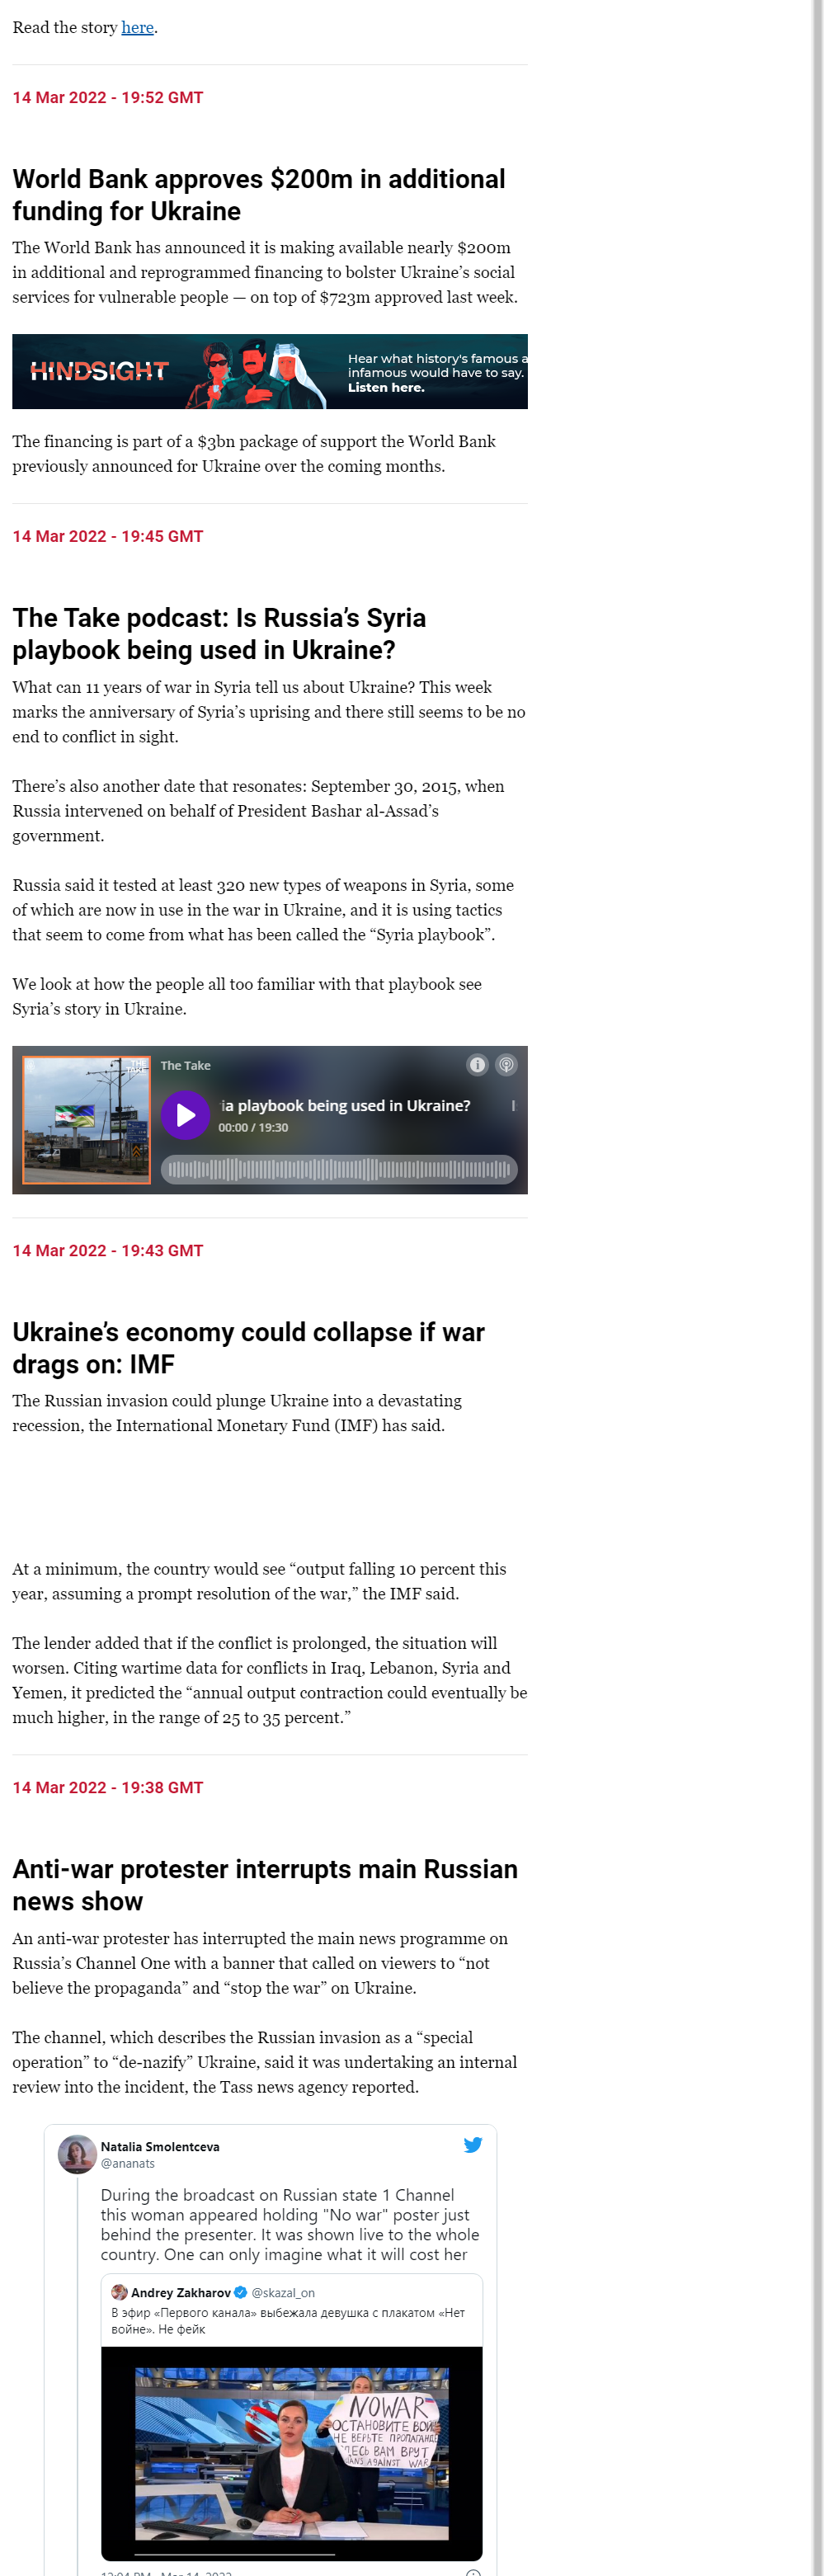 Read the story here.
14 Mar 2022 - 19:52 GMT
World Bank approves $200m in additional
funding for Ukraine
The World Bank has announced it is making available nearly $200m
in additional and reprogrammed financing to bolster Ukraine’s social
services for vulnerable people — on top of $723m approved last week.
HINDSIGHT
Hear what history's famous a
infamous would have to say.
Listen here.
The financing is part of a $3bn package of support the World Bank
previously announced for Ukraine over the coming months.
14 Mar 2022 - 19:45 GMT
The Take podcast: Is Russia’s Syria
playbook being used in Ukraine?
What can 11 years of war in Syria tell us about Ukraine? This week
marks the anniversary of Syria’s uprising and there still seems to be no
end to conflict in sight.
There’s also another date that resonates: September 30, 2015, when
Russia intervened on behalf of President Bashar al-Assad’s
government.
Russia said it tested at least 320 new types of weapons in Syria, some
of which are now in use in the war in Ukraine, and it is using tactics
that seem to come from what has been called the “Syria playbook”.
We look at how the people all too familiar with that playbook see
Syria’s story in Ukraine.
THE
TAKE
The Take
ia playbook being used in Ukraine?
00:00 / 19:30
14 Mar 2022 - 19:43 GMT
Ukraine’s economy could collapse if war
drags on: IMF
The Russian invasion could plunge Ukraine into a devastating
recession, the International Monetary Fund (IMF) has said.
At a minimum, the country would see “output falling 10 percent this
year, assuming a prompt resolution of the war,” the IMF said.
The lender added that if the conflict is prolonged, the situation will
worsen. Citing wartime data for conflicts in Iraq, Lebanon, Syria and
Yemen, it predicted the “annual output contraction could eventually be
much higher, in the range of 25 to 35 percent.”
14 Mar 2022 - 19:38 GMT
Anti-war protester interrupts main Russian
news show
An anti-war protester has interrupted the main news programme on
Russia’s Channel One with a banner that called on viewers to “not
believe the propaganda” and “stop the war” on Ukraine.
The channel, which describes the Russian invasion as a “special
operation” to “de-nazify” Ukraine, said it was undertaking an internal
review into the incident, the Tass news agency reported.
Natalia Smolentceva
@ananats
During the broadcast on Russian state 1 Channel
this woman appeared holding "No war" poster just
behind the presenter. It was shown live to the whole
country. One can only imagine what it will cost her
Andrey Zakharov @skazal_on
В эфир «Первого канала» выбежала девушка с плакатом «Нет
войне». Не фейк
NO WAR
ОСТАНОВИТЕ ВОЙНУ
НЕ ВЕРЬТЕ ПРОПАГАНДЕ
ЗДЕСЬ ВАМ ВРУТ
AGAINST WAR
12:04 PM · Mar 14, 2022